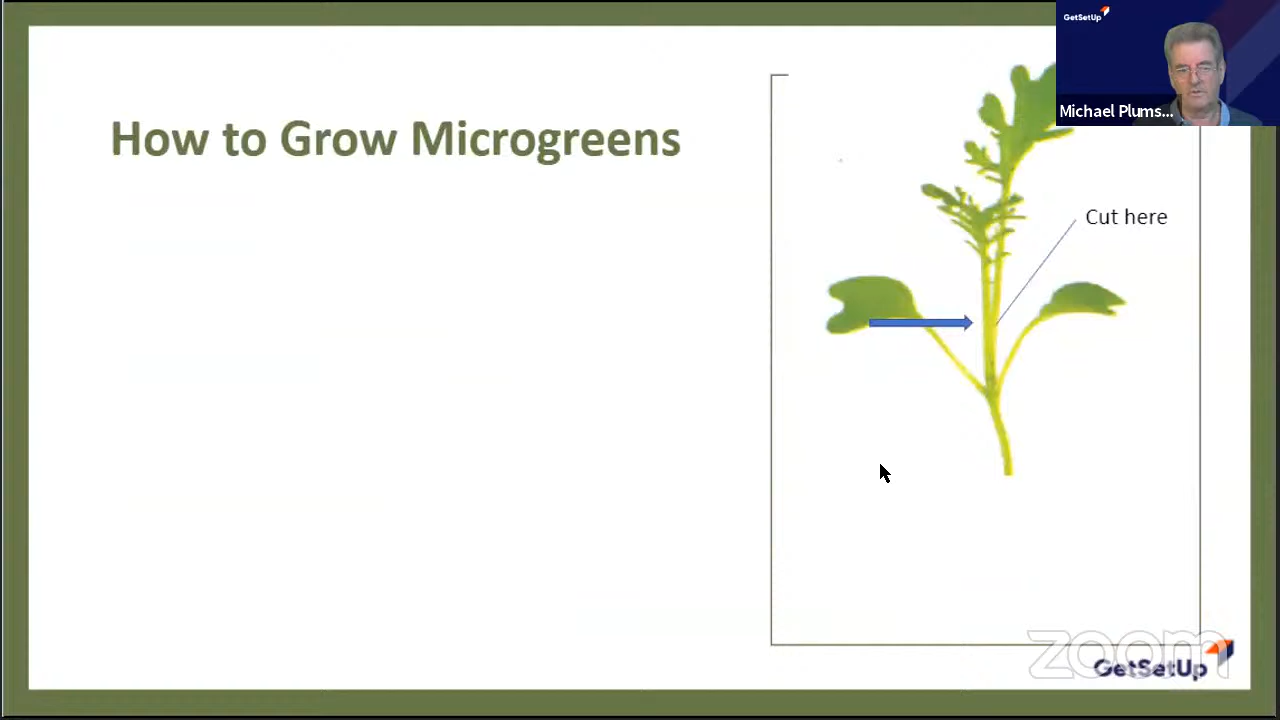 GetSetUp
Michael Plums...
How to Grow Microgreens
Cut here
zoom
GetSetUp